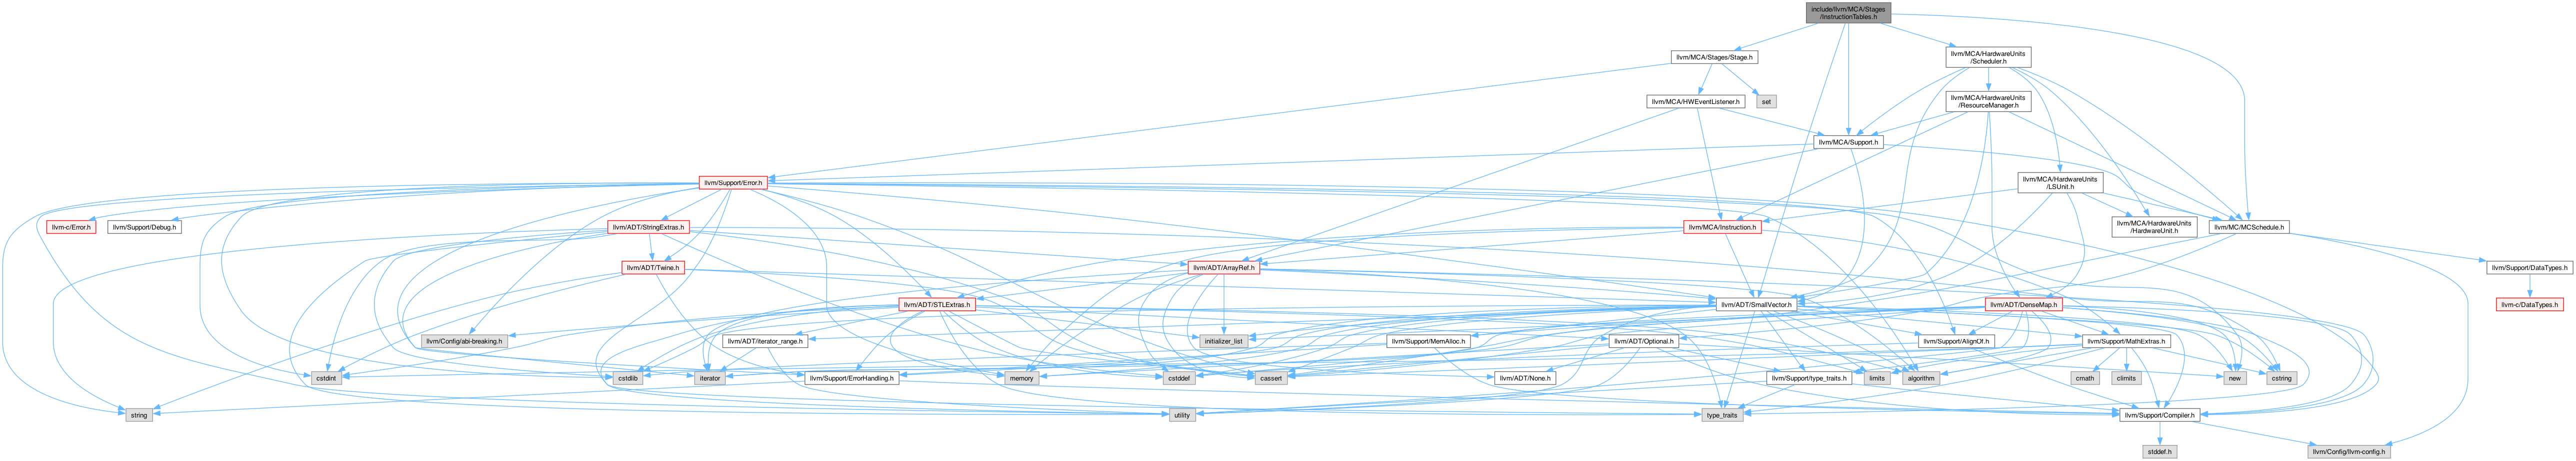 include/llvm/MCA/Stages
/InstructionTables.h
llvm/MCA/Stages/Stage.h
llvm/MCA/HardwareUnits
/Scheduler.h
llvm/MCA/HWEventListener.h
set
llvm/MCA/HardwareUnits
/ResourceManager.h
llvm/MCA/Support.h
llvm/Support/Error.h
llvm/MCA/HardwareUnits
/LSUnit.h
llvm-c/Error.h
llvm/Support/Debug.h
llvm/ADT/StringExtras.h
llvm/MCA/Instruction.h
llvm/MCA/HardwareUnits
/HardwareUnit.h
llvm/MC/MCSchedule.h
llvm/ADT/Twine.h
llvm/ADT/ArrayRef.h
llvm/Support/DataTypes.h
llvm/ADT/STLExtras.h
llvm/ADT/SmallVector.h
llvm/ADT/DenseMap.h
llvm-c/DataTypes.h
llvm/Config/abi-breaking.h
llvm/ADT/iterator_range.h
initializer_list
llvm/Support/MemAlloc.h
llvm/ADT/Optional.h
llvm/Support/AlignOf.h
llvm/Support/MathExtras.h
cstdint
cstdlib
iterator
llvm/Support/ErrorHandling.h
memory
cstddef
cassert
llvm/ADT/None.h
llvm/Support/type_traits.h
limits
algorithm
cmath
climits
new
cstring
string
utility
type_traits
llvm/Support/Compiler.h
stddef.h
llvm/Config/llvm-config.h